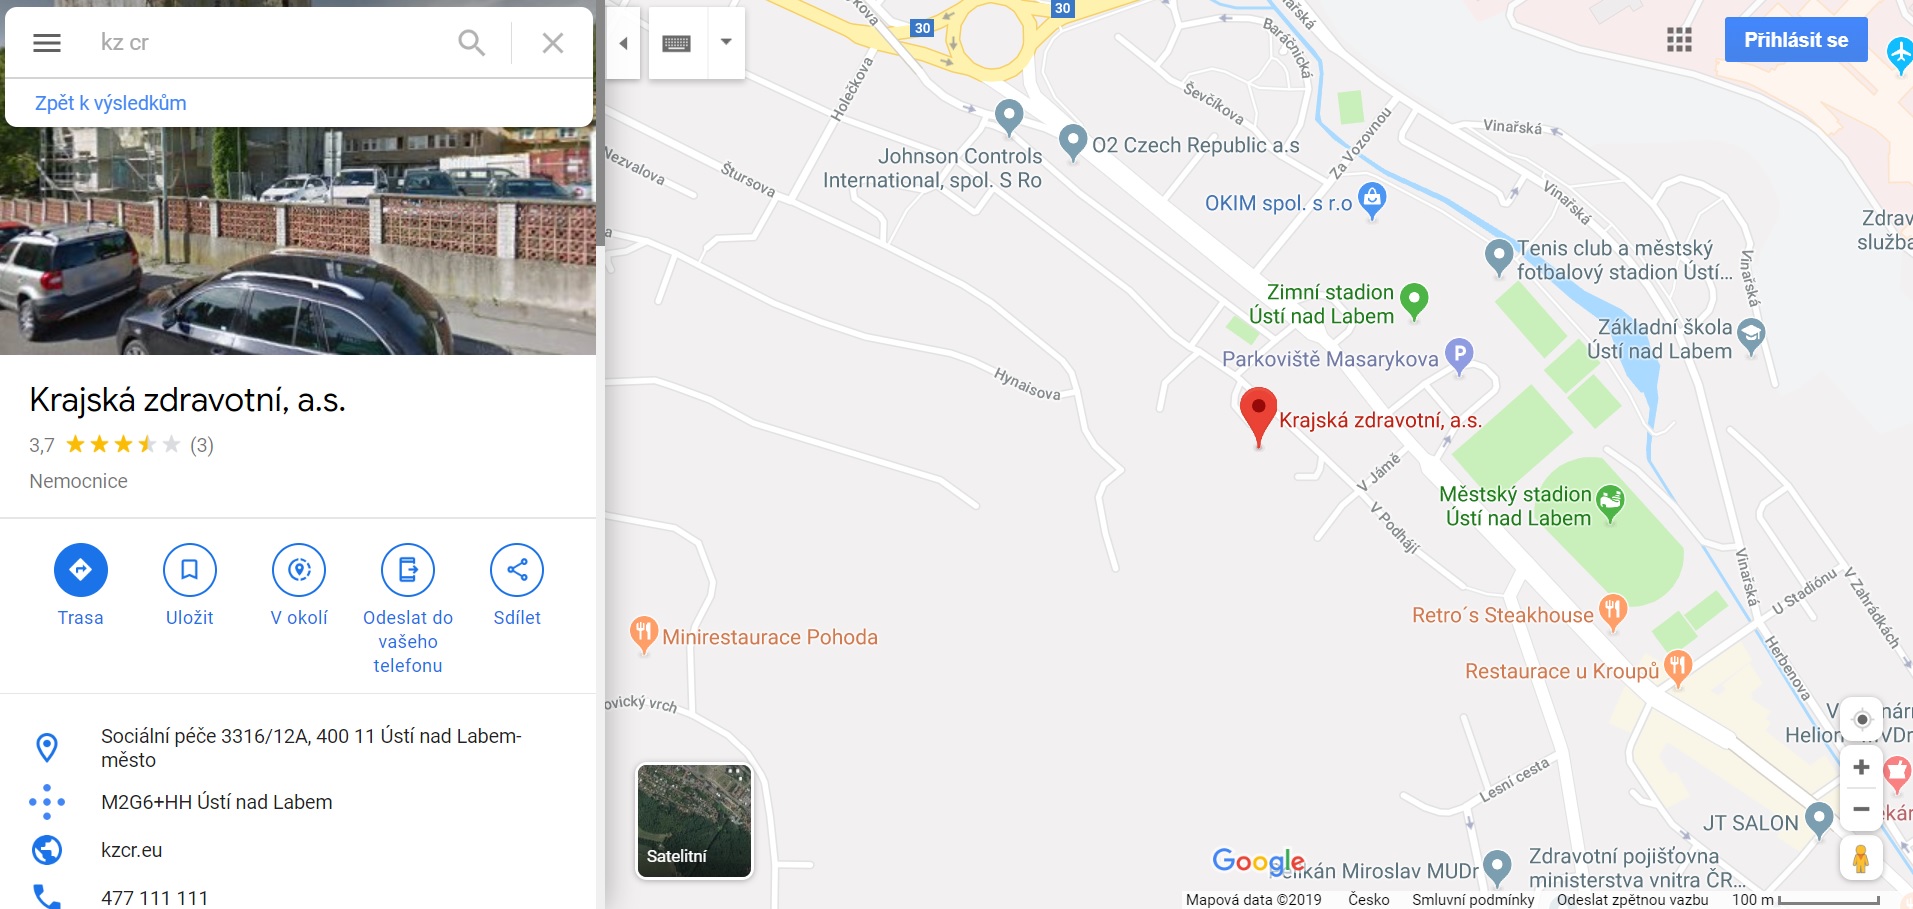 kz cr
Zpět k výsledkům
Krajská zdravotní, a.s.
3,7
(3)
Nemocnice
Trasa
Uložit
V okolí
Odeslat do
vašeho
telefonu
Sdílet
Sociální péče 3316/12A, 400 11 Ústí nad Labem-
město
M2G6+HH Ústí nad Labem
kzcr.eu
477 111 111
Přihlásit se
30
30
Holečkova
Nezvalova
Štursova
Ševčíkova
Baráčnická
Vinařská
Za Vozovnou
Vinařská
Vinařská
Vinařská
Vinařská
Johnson Controls
International, spol. S Ro
O2 Czech Republic a.s
OKIM spol. s r.o
Tenis club a městský
fotbalový stadion Ústí...
Zdrav
služba
Zimní stadion
Ústí nad Labem
Základní škola
Ústí nad Labem
Parkoviště Masarykova
P
Hynaisova
Krajská zdravotní, a.s.
V Jámě
V Podhájí
Městský stadion
Ústí nad Labem
U Stadiónu
V Zahrádkách
Herbenova
Retro´s Steakhouse
Restaurace u Kroupů
Minirestaurace Pohoda
ovický vrch
Lesní cesta
JT SALON
Satelitní
Google
Miroslav MUDr
Zdravotní pojišťovna
ministerstva vnitra ČR...
Mapová data ©2019
Česko
Smluvní podmínky
Odeslat zpětnou vazbu
100 m